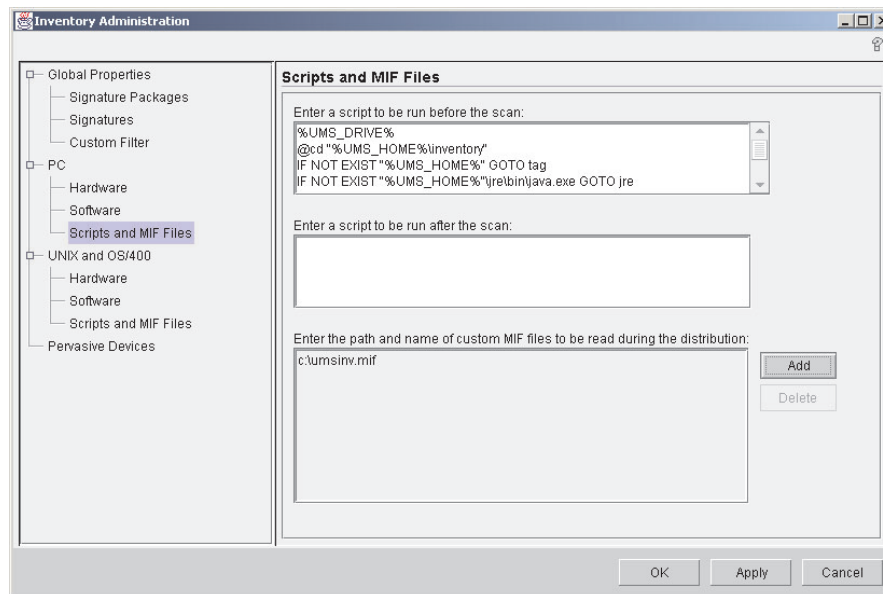 Inventory Administration
Global Properties
Signature Packages
Signatures
Custom Filter
PC
Hardware
Software
Scripts and MIF Files
UNIX and OS/400
Hardware
Software
Scripts and MIF Files
Pervasive Devices
Scripts and MIF Files
Enter a script to be run before the scan:
%UMS_DRIVE%
@cd "%UMS_HOME%\inventory"
IF NOT EXIST "%UMS_HOME%" GOTO tag
IF NOT EXIST "%UMS_HOME%"\jre\bin\java.exe GOTO jre
Enter a script to be run after the scan:
Enter the path and name of custom MIF files to be read during the distribution:
c:\umsinv.mif
Add
Delete
OK
Apply
Cancel